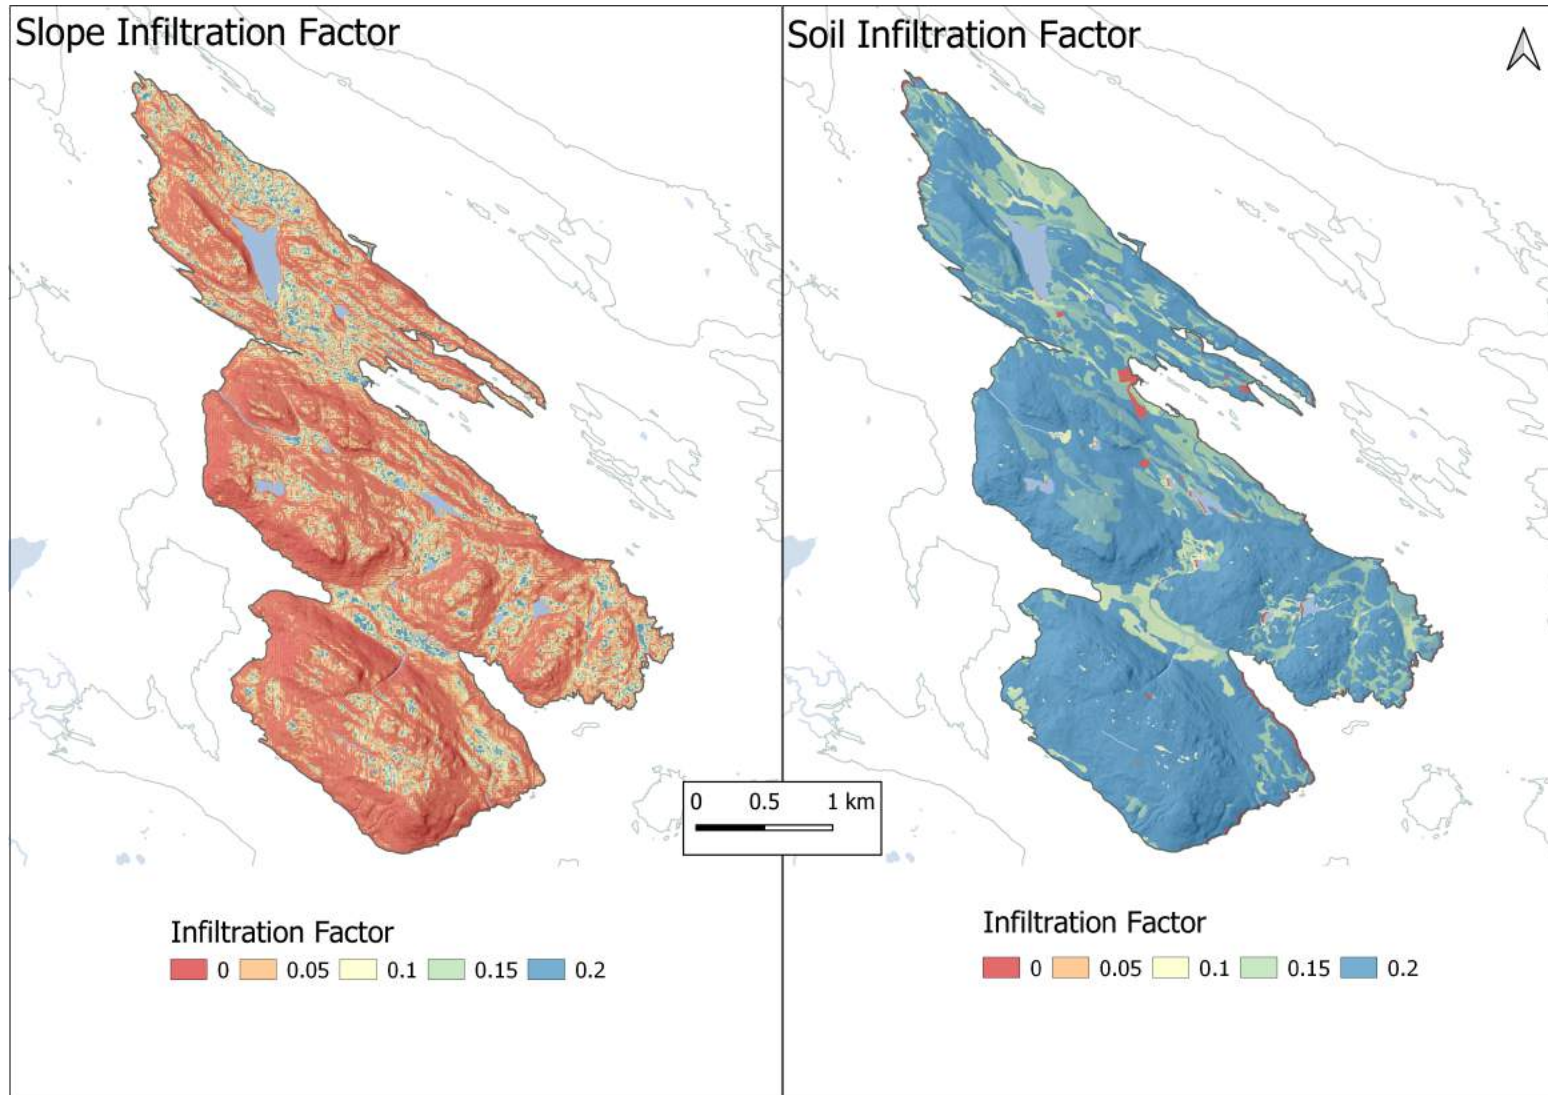 Slope Infiltration Factor
Soil Infiltration Factor
0 0.5 1 km
Infiltration Factor
0 0.05 0.1 0.15 0.2
Infiltration Factor
0 0.05 0.1 0.15 0.2